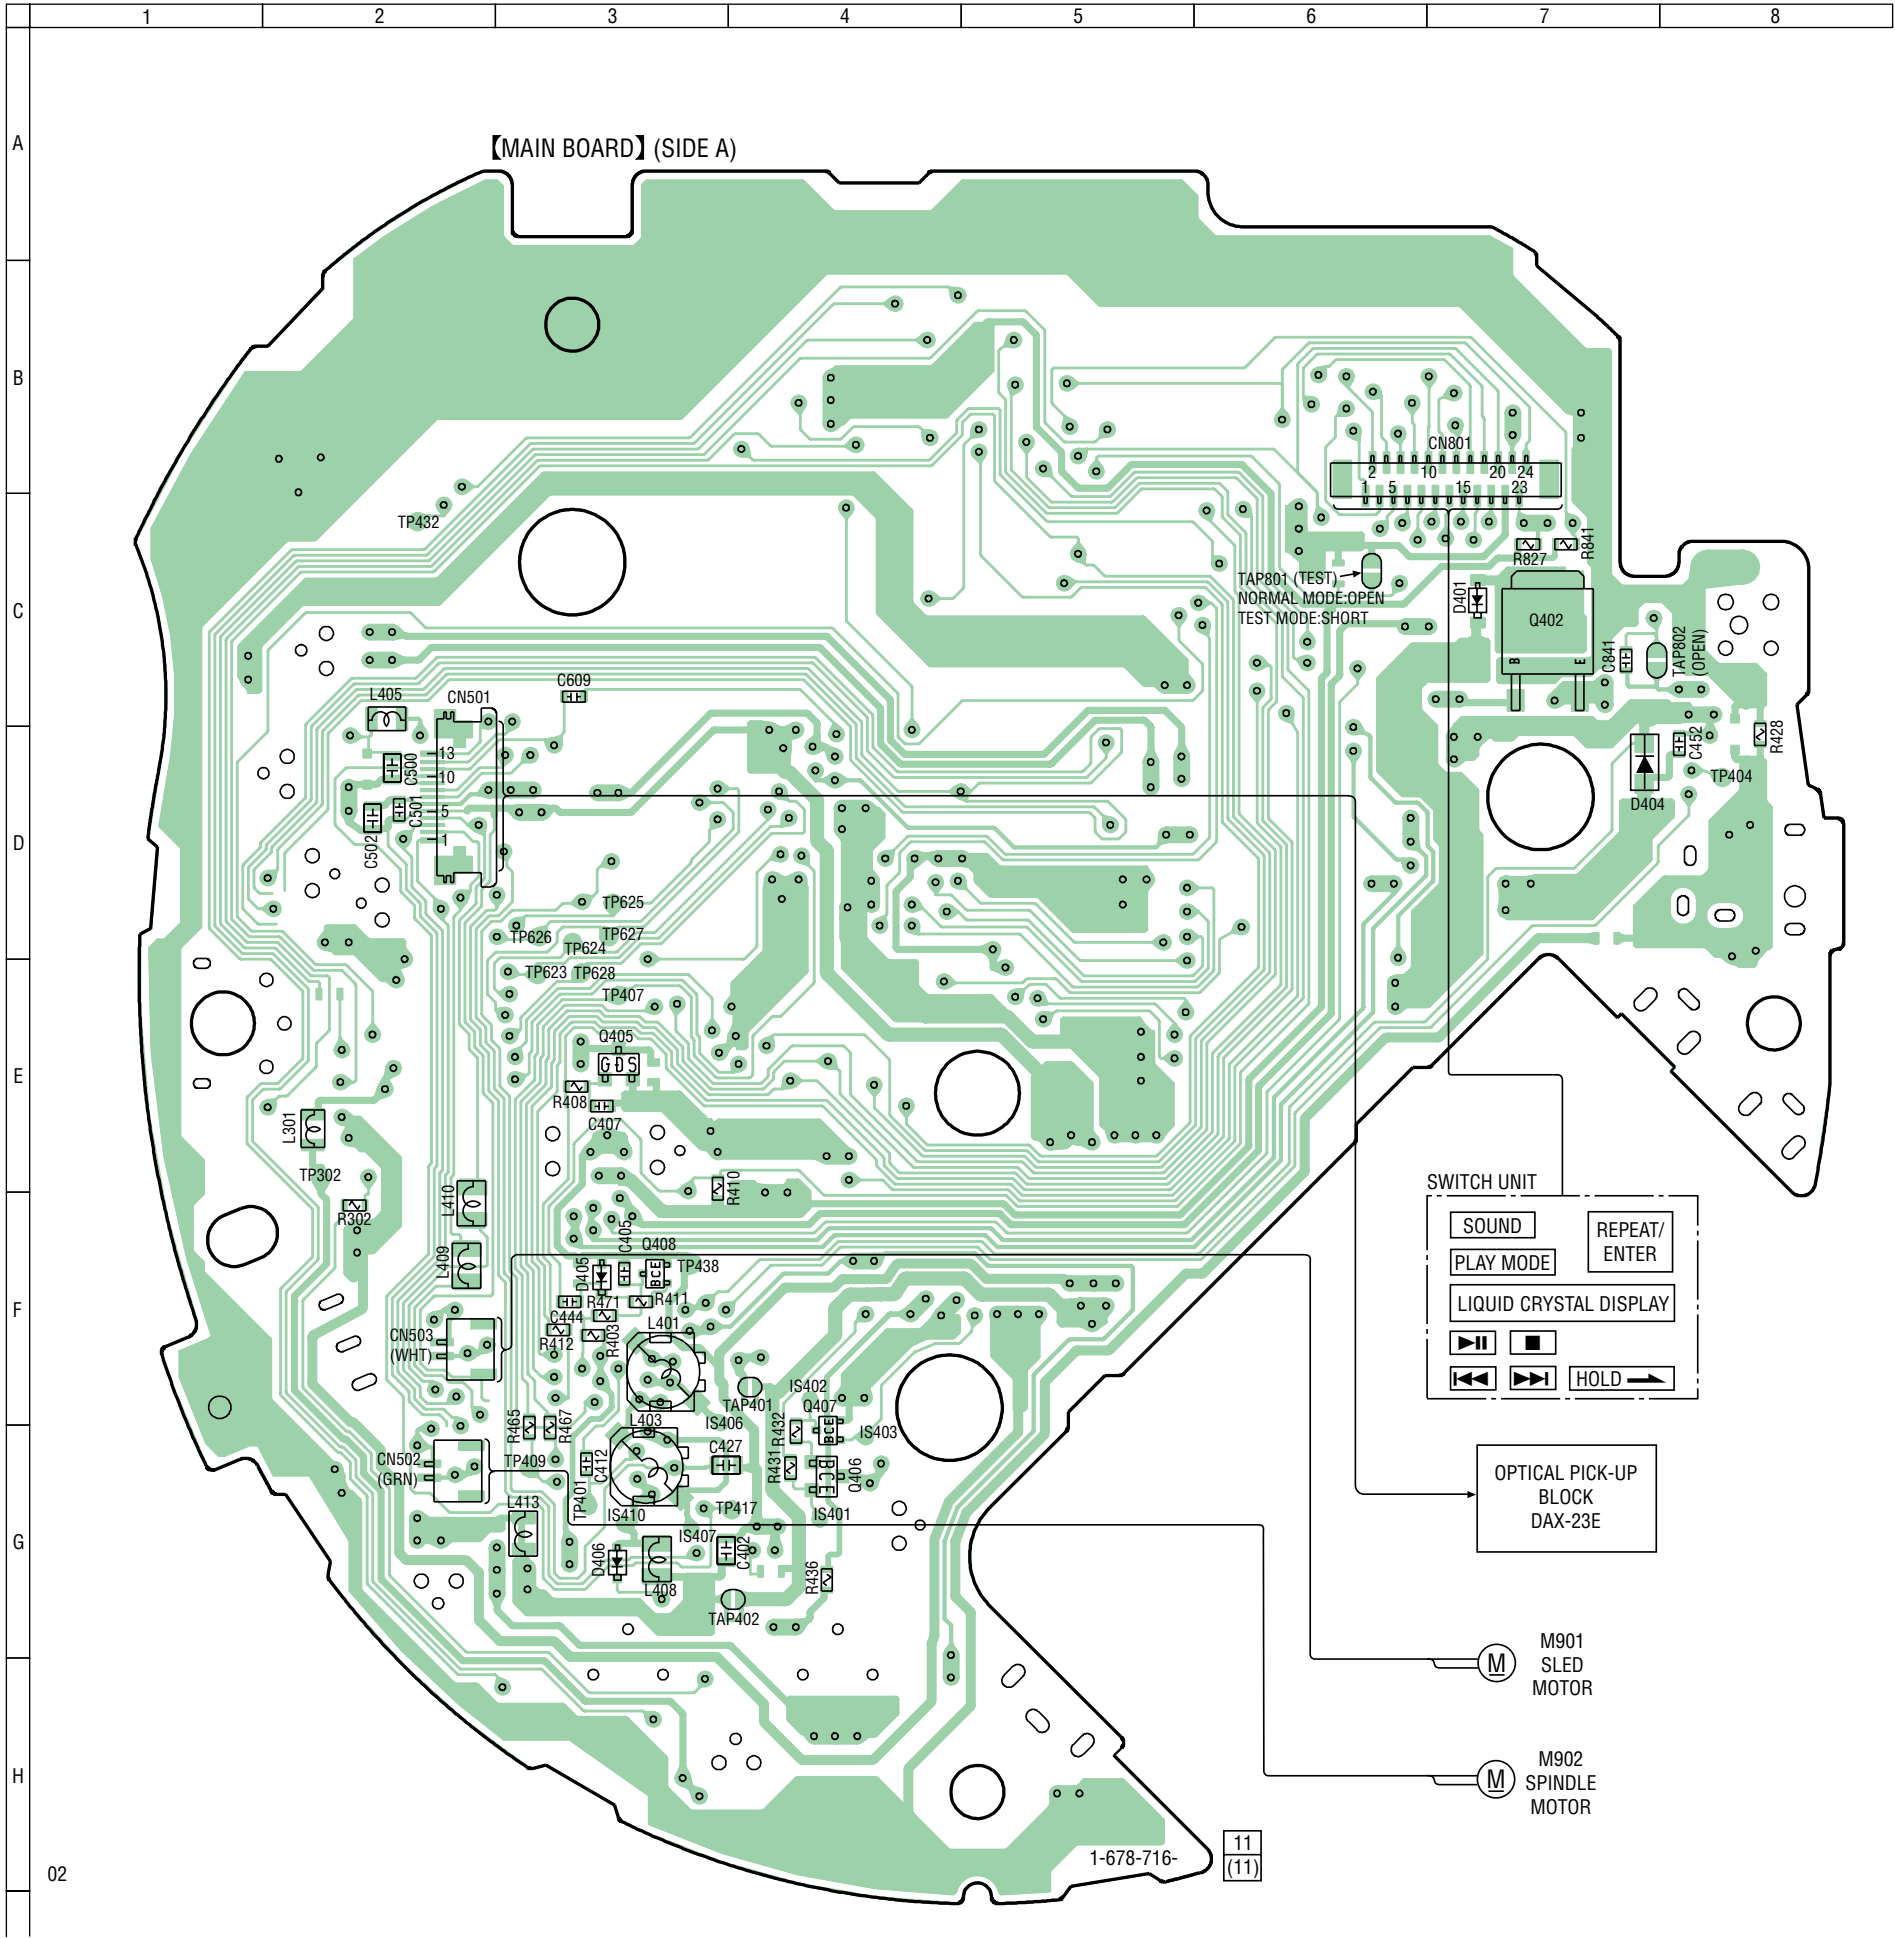 1 2 3 4 5 6 7 8
A
B
C
D
E
F
G
H
【MAIN BOARD】 (SIDE A)
CN801
2 10 20 24
1 5 15 23
TP432
R827
R841
TAP801 (TEST)
NORMAL MODE:OPEN
TEST MODE:SHORT
D401
Q402
B E
C841
TAP802
(OPEN)
L405
CN501
C609
13
10
5
1
C500
C501
C502
C452
R428
TP404
D404
TP625
TP626
TP627
TP624
TP623
TP628
TP407
Q405
G D S
R408
C407
L301
TP302
R302
L410
R410
L409
C405
Q408
D405
BCE
TP438
R471
R411
C444
L401
R412
R403
CN503
(WHT)
IS402
TAP401
Q407
IS406
R465
R467
L403
R432
BCE
IS403
CN502
(GRN)
TP409
C412
C427
R431
BCE
Q406
TP401
L413
IS410
TP417
IS401
IS407
D406
C402
L408
R436
TAP402
SWITCH UNIT
SOUND
REPEAT/
ENTER
PLAY MODE
LIQUID CRYSTAL DISPLAY
HOLD
OPTICAL PICK-UP
BLOCK
DAX-23E
M
M901
SLED
MOTOR
M
M902
SPINDLE
MOTOR
1-678-716-
11
(11)
02